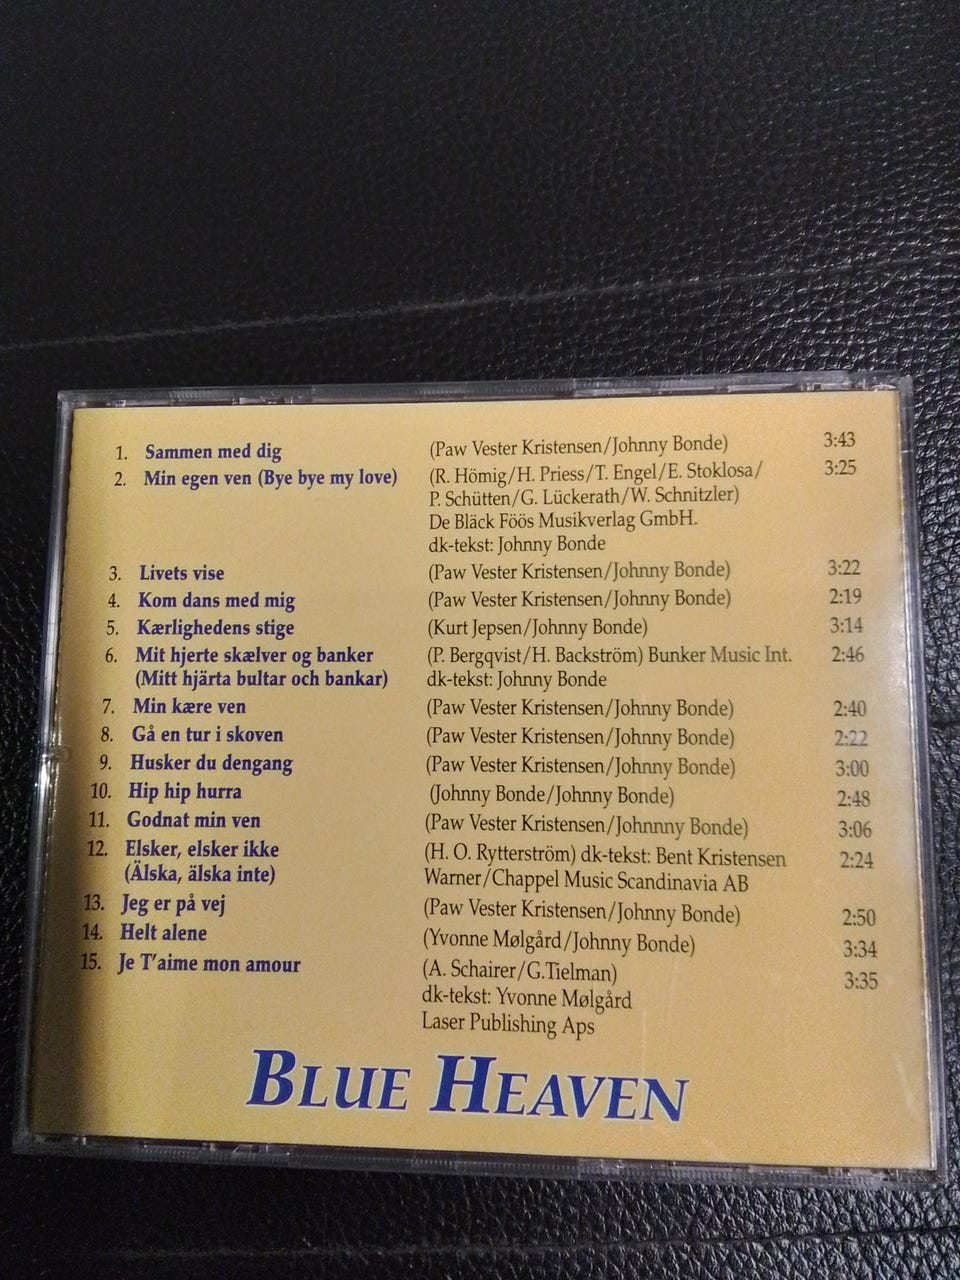 1. Sammen med dig (Paw Vester Kristensen/Johnny Bonde) 3:43
2. Min egen ven (Bye bye my love) (R. Hömig/H. Priess/T. Engel/E. Stoklosa/ 3:25
P. Schütten/G. Lückerath/W. Schnitzler)
De Bläck Föös Musikverlag GmbH.
dk-tekst: Johnny Bonde
3. Livets vise (Paw Vester Kristensen/Johnny Bonde) 3:22
4. Kom dans med mig (Paw Vester Kristensen/Johnny Bonde) 2:19
5. Kærlighedens stige (Kurt Jepsen/Johnny Bonde) 3:14
6. Mit hjerte skælver og banker (P. Bergqvist/H. Backström) Bunker Music Int. 2:46
(Mitt hjärta bultar och bankar) dk-tekst: Johnny Bonde
7. Min kære ven (Paw Vester Kristensen/Johnny Bonde) 2:40
8. Gå en tur i skoven (Paw Vester Kristensen/Johnny Bonde) 2:22
9. Husker du dengang (Paw Vester Kristensen/Johnny Bonde) 3:00
10. Hip hip hurra (Johnny Bonde/Johnny Bonde) 2:48
11. Godnat min ven (Paw Vester Kristensen/Johnnny Bonde) 3:06
12. Elsker, elsker ikke (H. O. Rytterström) dk-tekst: Bent Kristensen 2:24
(Älska, älska inte) Warner/Chappel Music Scandinavia AB
13. Jeg er på vej (Paw Vester Kristensen/Johnny Bonde) 2:50
14. Helt alene (Yvonne Mølgård/Johnny Bonde) 3:34
15. Je T'aime mon amour (A. Schairer/G.Tielman) 3:35
dk-tekst: Yvonne Mølgård
Laser Publishing Aps
BLUE HEAVEN